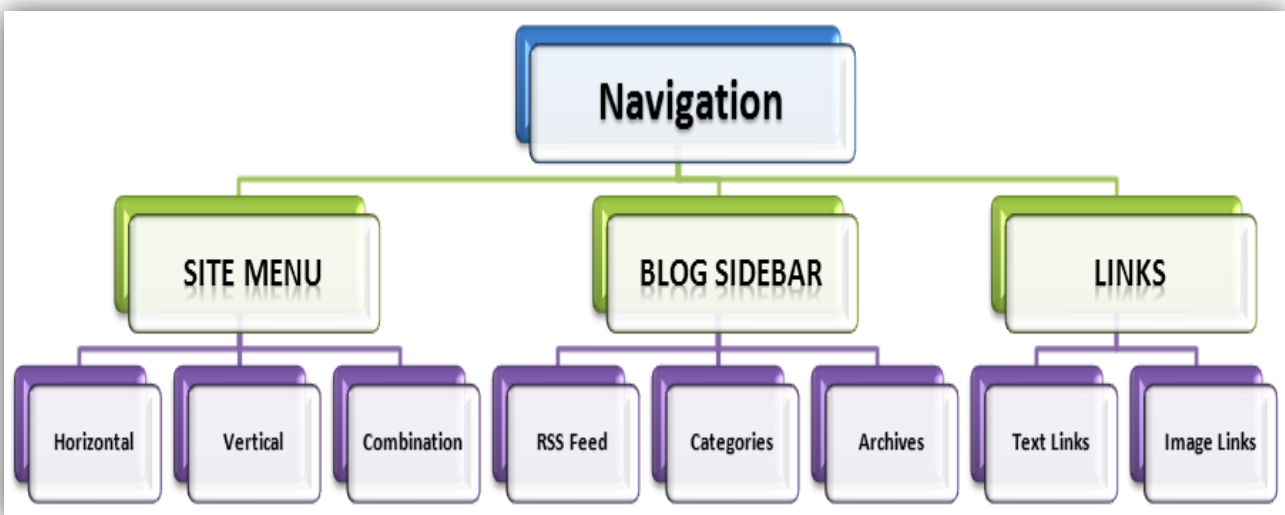 Navigation
SITE MENU
BLOG SIDEBAR
LINKS
Horizontal
Vertical
Combination
RSS Feed
Categories
Archives
Text Links
Image Links